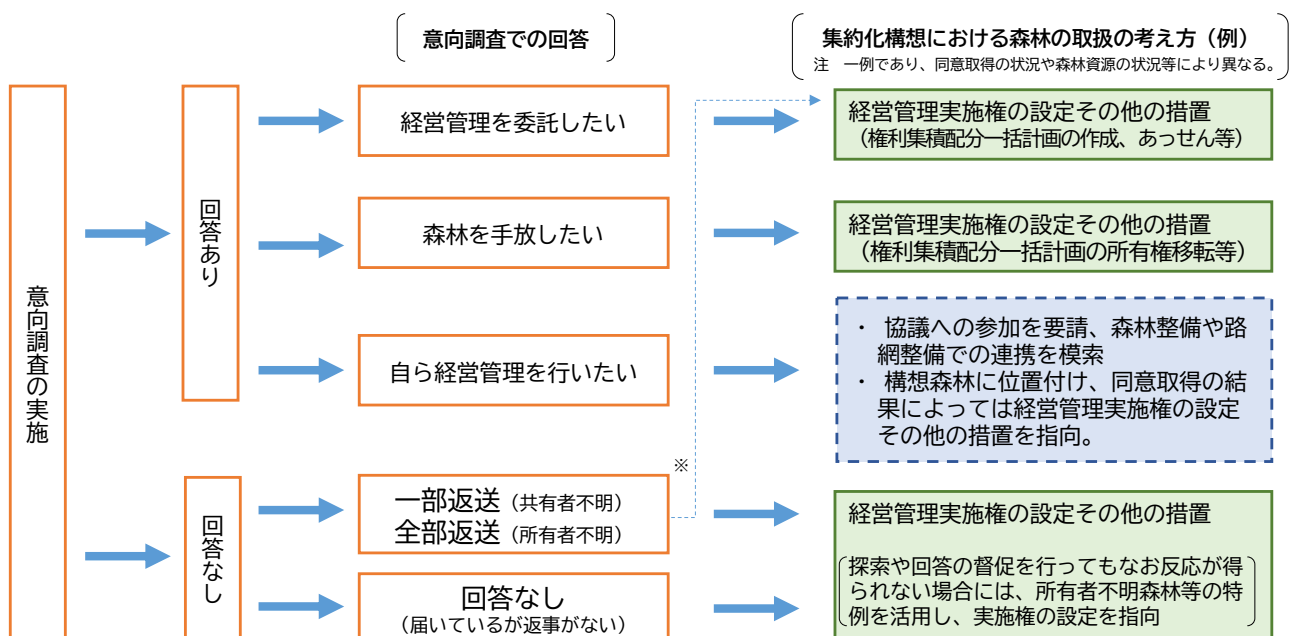 意向調査での回答
集約化構想における森林の取扱の考え方（例）
注　一例であり、同意取得の状況や森林資源の状況等により異なる。
意向調査の実施
回答あり
経営管理を委託したい
経営管理実施権の設定その他の措置
（権利集積配分一括計画の作成、あっせん等）
森林を手放したい
経営管理実施権の設定その他の措置
（権利集積配分一括計画の所有権移転等）
自ら経営管理を行いたい
・ 協議への参加を要請、森林整備や路
網整備での連携を模索
・ 構想森林に位置付け、同意取得の結
果によっては経営管理実施権の設定
その他の措置を指向。
回答なし
※
一部返送（共有者不明）
全部返送（所有者不明）
経営管理実施権の設定その他の措置
回答なし
（届いているが返事がない）
探索や回答の督促を行ってもなお反応が得
られない場合には、所有者不明森林等の特
例を活用し、実施権の設定を指向